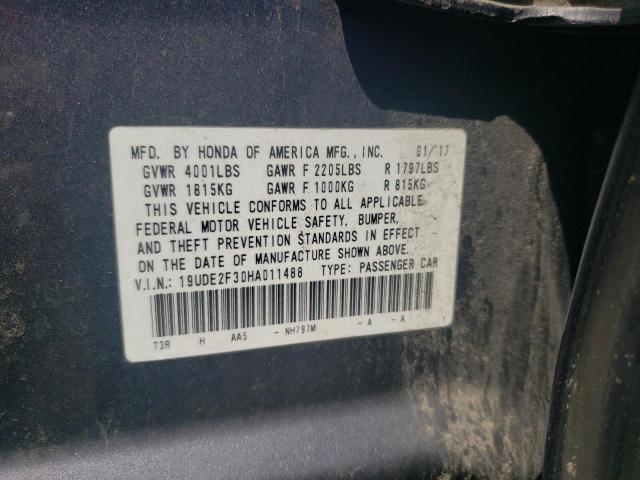 MFD. BY HONDA OF AMERICA MFG., INC. 01/'17
GVWR 4001LBS GAWR F 2205LBS R 1797LBS
GVWR 1815KG GAWR F 1000KG R 815KG
THIS VEHICLE CONFORMS TO ALL APPLICABLE
FEDERAL MOTOR VEHICLE SAFETY, BUMPER,
AND THEFT PREVENTION STANDARDS IN EFFECT
ON THE DATE OF MANUFACTURE SHOWN ABOVE.
V.I.N.: 19UDE2F30HA011488 TYPE: PASSENGER CAR
T3R H AA5 - NH797M - A - A